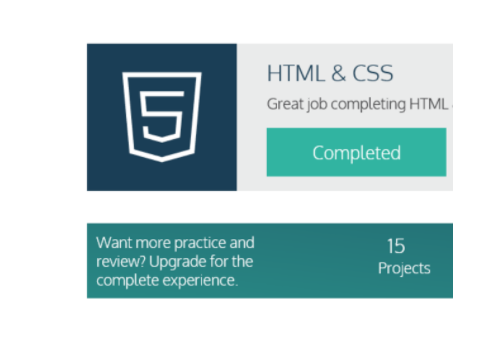 HTML & CSS
Great job completing HTML
Completed
Want more practice and
review? Upgrade for the
complete experience.
15
Projects